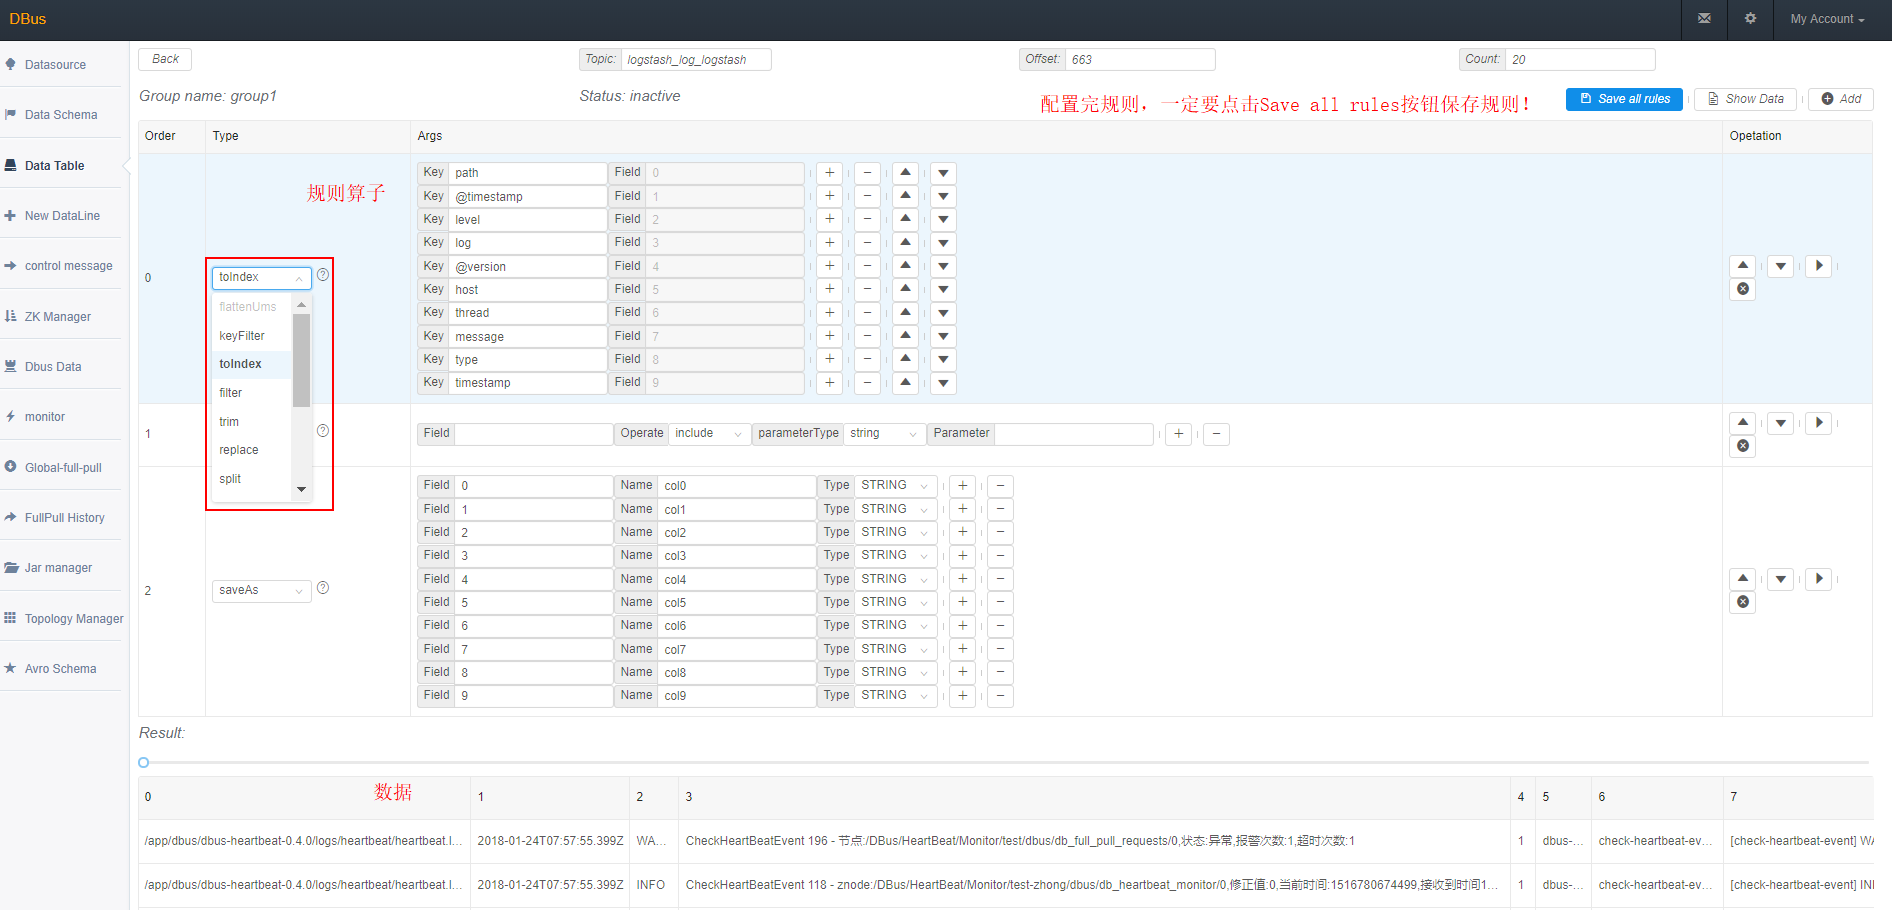 DBus
My Account
Datasource
Data Schema
Data Table
New DataLine
control message
ZK Manager
Dbus Data
monitor
Global-full-pull
FullPull History
Jar manager
Topology Manager
Avro Schema
Back
Topic: logstash_log_logstash
Offset: 663
Count: 20
Group name: group1
Status: inactive
配置完规则，一定要点击Save all rules按钮保存规则！
Save all rules
Show Data
Add
Order Type Args Opetation
规则算子
0
toIndex
flattenUms
keyFilter
toIndex
filter
trim
replace
split
Key path Field 0
Key @timestamp Field 1
Key level Field 2
Key log Field 3
Key @version Field 4
Key host Field 5
Key thread Field 6
Key message Field 7
Key type Field 8
Key timestamp Field 9
1
Field Operate include parameterType string Parameter
2
saveAs
Field 0 Name col0 Type STRING
Field 1 Name col1 Type STRING
Field 2 Name col2 Type STRING
Field 3 Name col3 Type STRING
Field 4 Name col4 Type STRING
Field 5 Name col5 Type STRING
Field 6 Name col6 Type STRING
Field 7 Name col7 Type STRING
Field 8 Name col8 Type STRING
Field 9 Name col9 Type STRING
Result:
数据
0 1 2 3 4 5 6 7
/app/dbus/dbus-heartbeat-0.4.0/logs/heartbeat/heartbeat.l... 2018-01-24T07:57:55.399Z WA... CheckHeartBeatEvent 196 - 节点:/DBus/HeartBeat/Monitor/test/dbus/db_full_pull_requests/0,状态:异常,报警次数:1,超时次数:1 1 dbus-... check-heartbeat-ev... [check-heartbeat-event] WA
/app/dbus/dbus-heartbeat-0.4.0/logs/heartbeat/heartbeat.l... 2018-01-24T07:57:55.399Z INFO CheckHeartBeatEvent 118 - znode:/DBus/HeartBeat/Monitor/test-zhong/dbus/db_heartbeat_monitor/0,修正值:0,当前时间:1516780674499,接收到时间1... 1 dbus-... check-heartbeat-ev... [check-heartbeat-event] INI